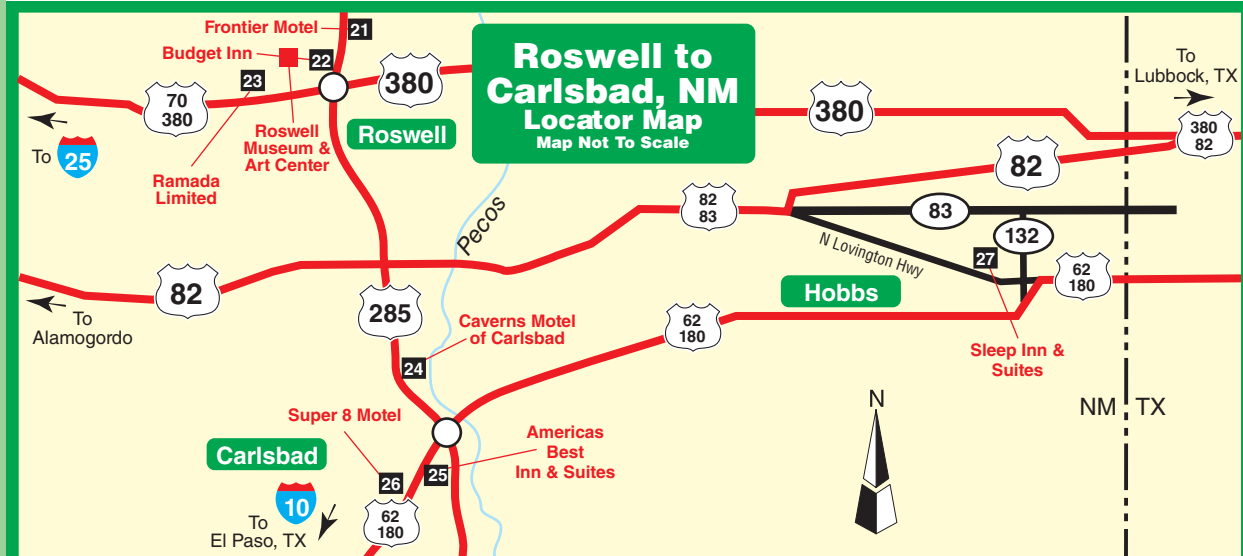 Frontier Motel
21
Budget Inn
22
23
70
380
380
Roswell to
Carlsbad, NM
Locator Map
Map Not To Scale
380
To
Lubbock, TX
380
82
To
25
Roswell
Roswell
Museum &
Art Center
Ramada
Limited
82
82
83
83
132
Pecos
N Lovington Hwy
27
62
180
82
To
Alamogordo
285
Hobbs
62
180
Caverns Motel
of Carlsbad
24
Sleep Inn &
Suites
NM
TX
N
Super 8 Motel
Americas
Best
Inn & Suites
Carlsbad
25
26
10
To
El Paso, TX
62
180